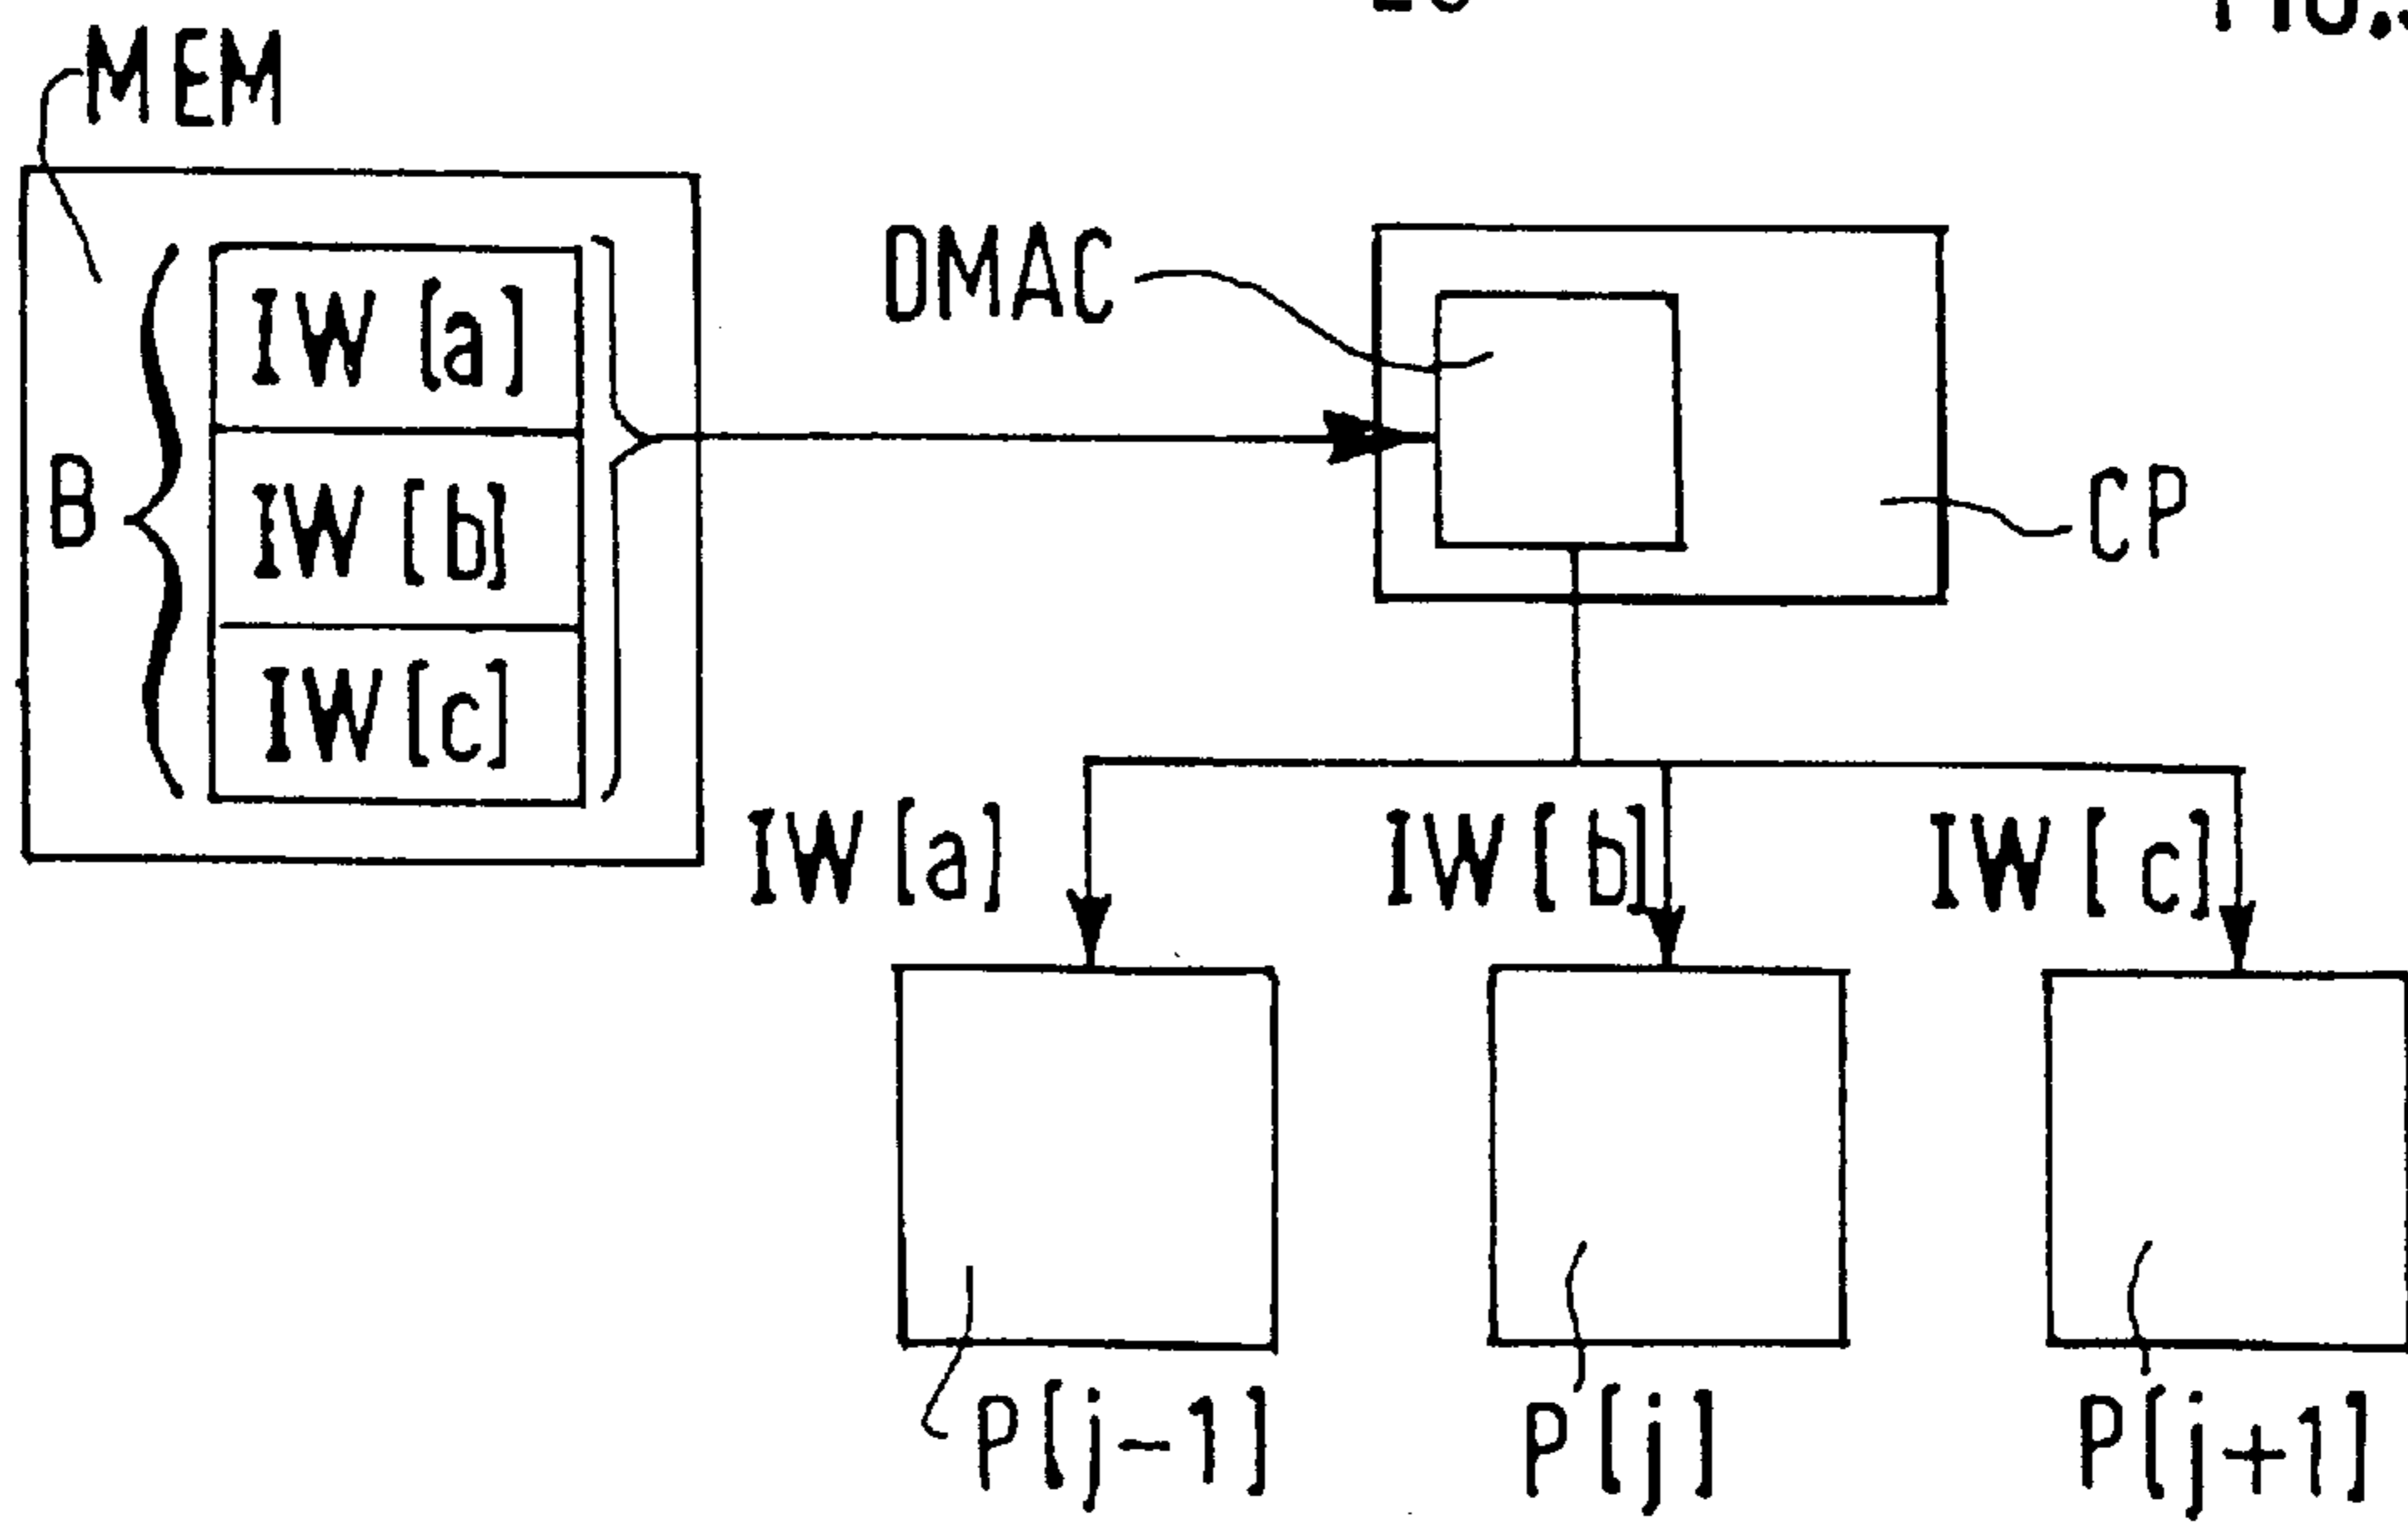 MEM
DMAC
IW [a]
B
IW [b]
CP
IW [c]
IW [a]
IW [b]
IW [c]
P[j-1]
P[j]
P[j+1]